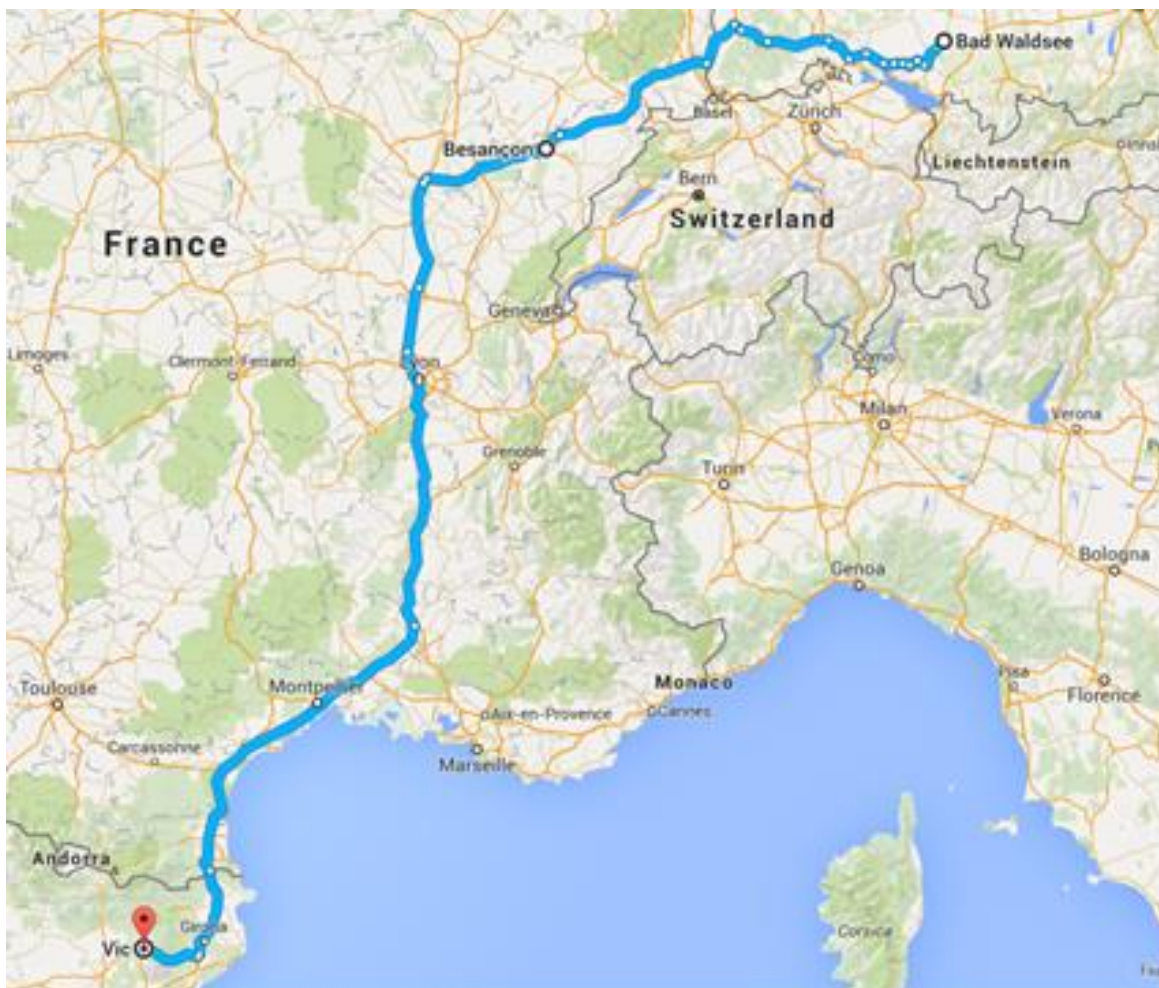 Bad Waldsee
Basel
Zürich
Besançon
Liechtenstein
Bern
Switzerland
France
Geneva
Limoges
Clermont-Ferrand
Como
Milan
Verona
Grenoble
Turin
Bologna
Genoa
Pisa
Toulouse
Montpellier
Monaco
Florence
Aix-en-Provence
Cannes
Carcassonne
Marseille
Andorra
Girona
Vic
Corsica